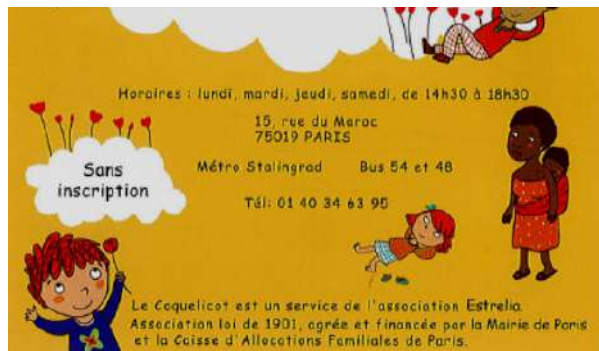 Horaires : lundi, mardi, jeudi, samedi, de 14h30 à 18h30
15, rue du Maroc
75019 PARIS
Sans
inscription
Métro Stalingrad Bus 54 et 48
Tél: 01 40 34 63 95
Le Coquelicot est un service de l'association Estrelia
Association loi de 1901, agrée et financée par la Mairie de Paris
et la Caisse d'Allocations Familiales de Paris.